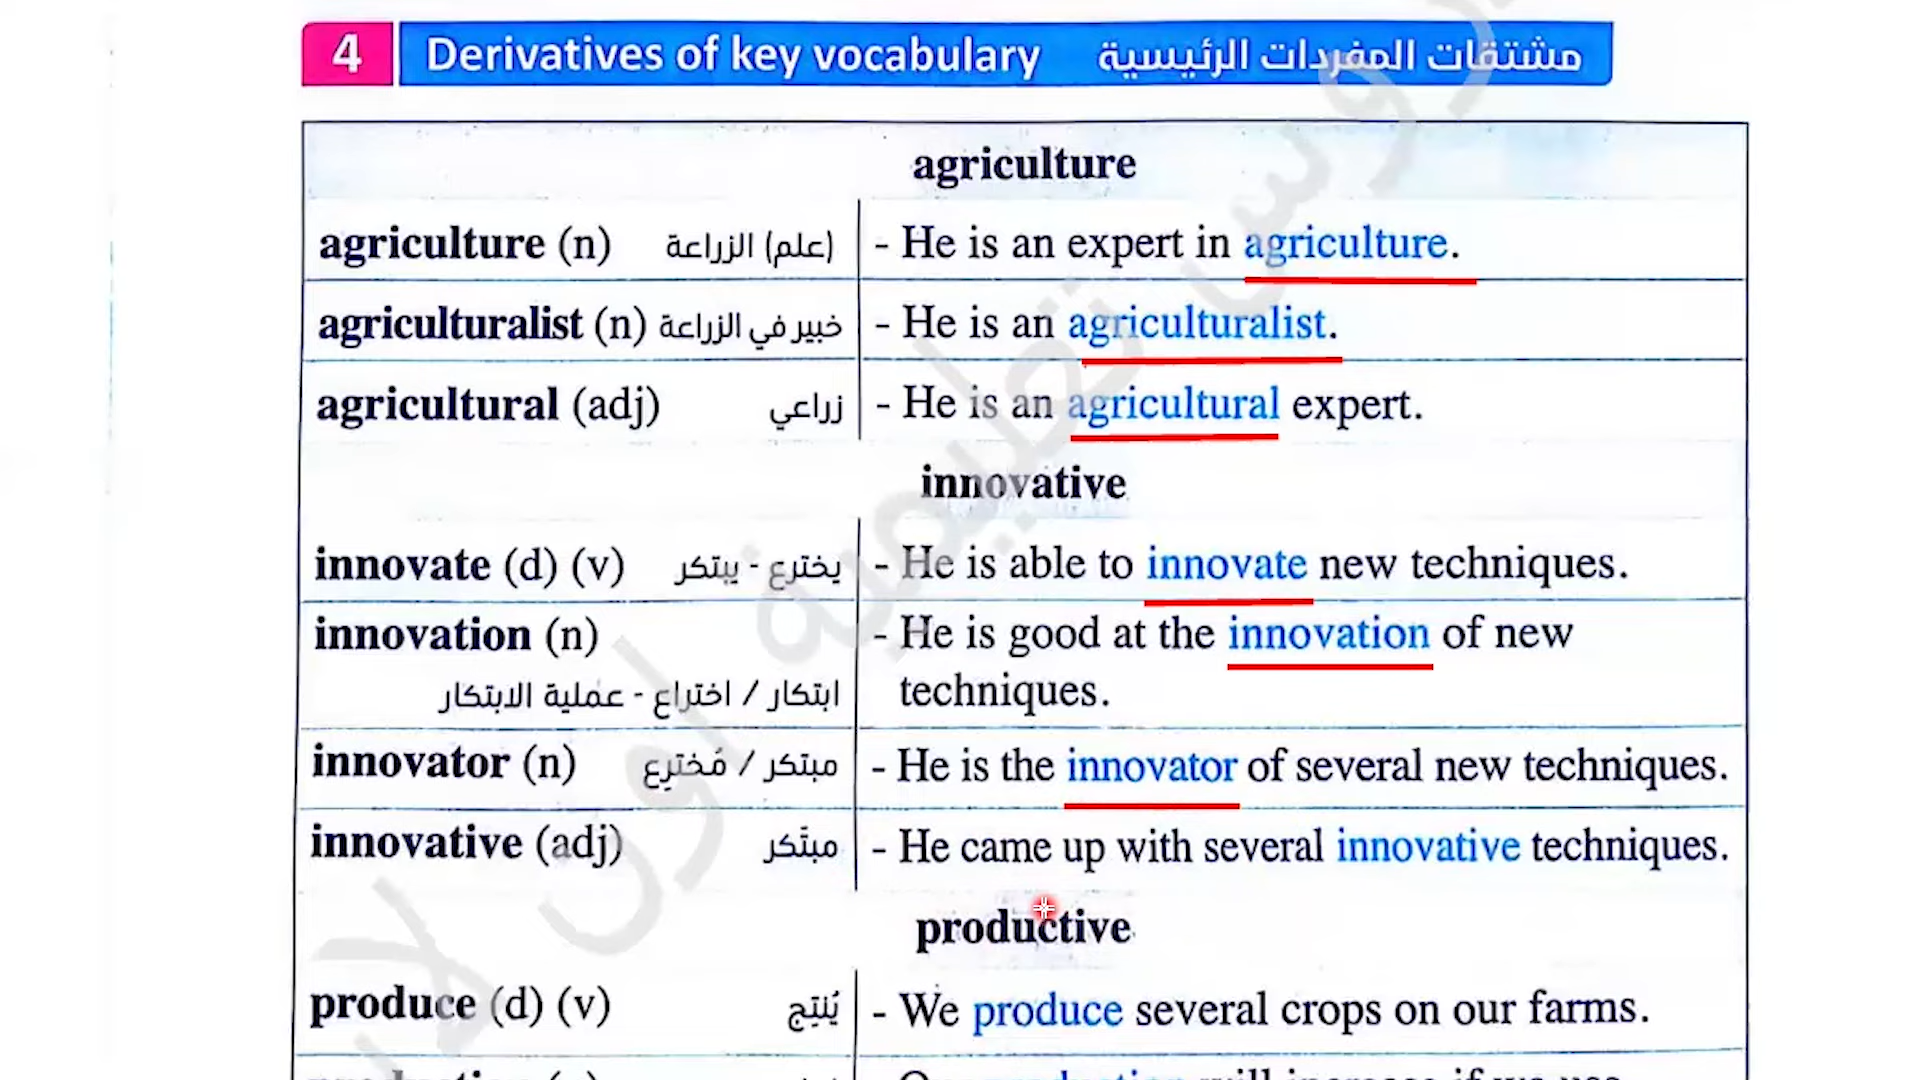 4 Derivatives of key vocabulary مشتقات المفردات الرئيسية
agriculture
agriculture (n) (علم) الزراعة - He is an expert in agriculture.
agriculturalist (n) خبير في الزراعة - He is an agriculturalist.
agricultural (adj) زراعي - He is an agricultural expert.
innovative
innovate (d) (v) يخترع - يبتكر - He is able to innovate new techniques.
innovation (n) - He is good at the innovation of new
ابتكار / اختراع - عملية الابتكار techniques.
innovator (n) مبتكر / مُخترِع - He is the innovator of several new techniques.
innovative (adj) مبتَكر - He came up with several innovative techniques.
productive
produce (d) (v) يُنتِج - We produce several crops on our farms.